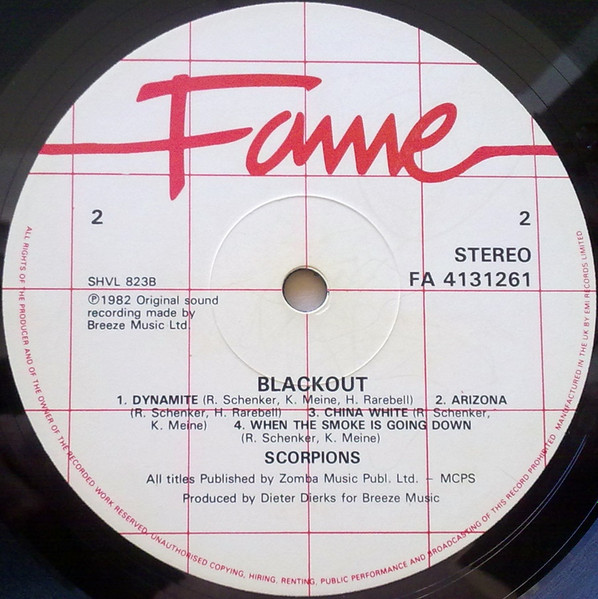 Fame
2
2
STEREO
SHVL 823B
FA 4131261
℗1982 Original sound
recording made by
Breeze Music Ltd.
BLACKOUT
1. DYNAMITE (R. Schenker, K. Meine, H. Rarebell) 2. ARIZONA
(R. Schenker, H. Rarebell) 3. CHINA WHITE (R. Schenker,
K. Meine) 4. WHEN THE SMOKE IS GOING DOWN
(R. Schenker, K. Meine)
SCORPIONS
All titles Published by Zomba Music Publ. Ltd. – MCPS
Produced by Dieter Dierks for Breeze Music
ALL RIGHTS OF THE PRODUCER AND OF THE OWNER OF THE RECORDED WORK RESERVED. UNAUTHORISED COPYING, HIRING, RENTING, PUBLIC PERFORMANCE AND BROADCASTING OF THIS RECORD PROHIBITED. MANUFACTURED IN THE UK BY EMI RECORDS LIMITED.